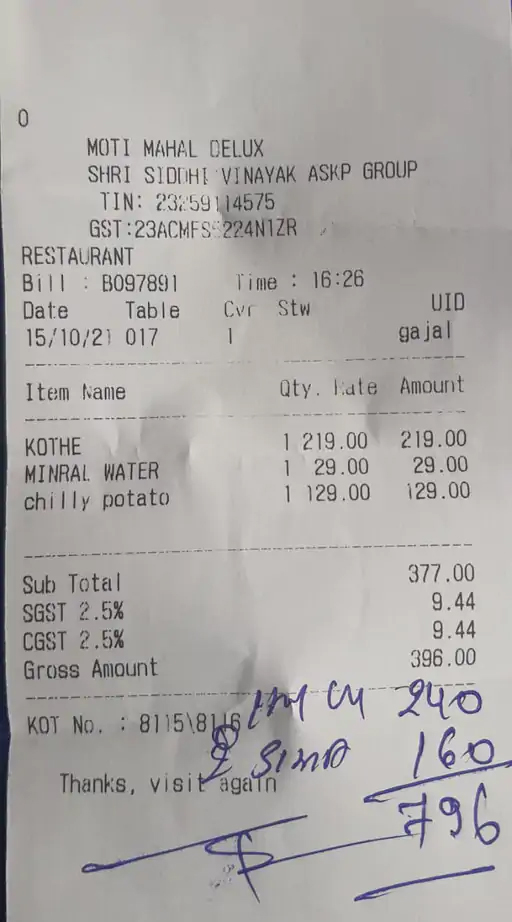 0
MOTI MAHAL DELUX
SHRI SIDDHI VINAYAK ASKP GROUP
TIN: 23259114575
GST:23ACMFS5224N1ZR
RESTAURANT
Bill : B097891 Time : 16:26
Date Table Cvr Stw UID
15/10/21 017 1 gajal
Item Name Qty. Rate Amount
KOTHE 1 219.00 219.00
MINRAL WATER 1 29.00 29.00
chilly potato 1 129.00 129.00
Sub Total 377.00
SGST 2.5% 9.44
CGST 2.5% 9.44
Gross Amount 396.00
KOT No. : 8115\8116 240
160
Thanks, visit again
796